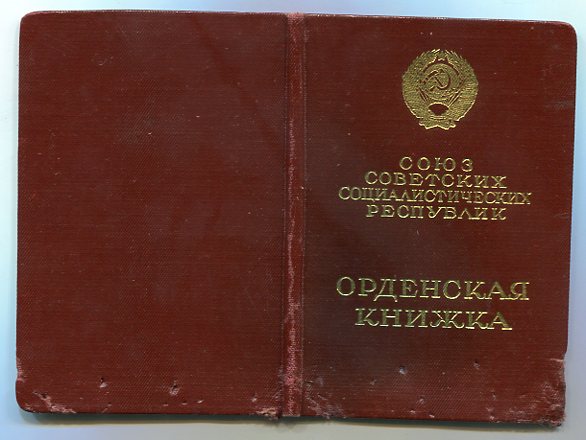 СОЮЗ
СОВЕТСКИХ
СОЦИАЛИСТИЧЕСКИХ
РЕСПУБЛИК
ОРДЕНСКАЯ
КНИЖКА